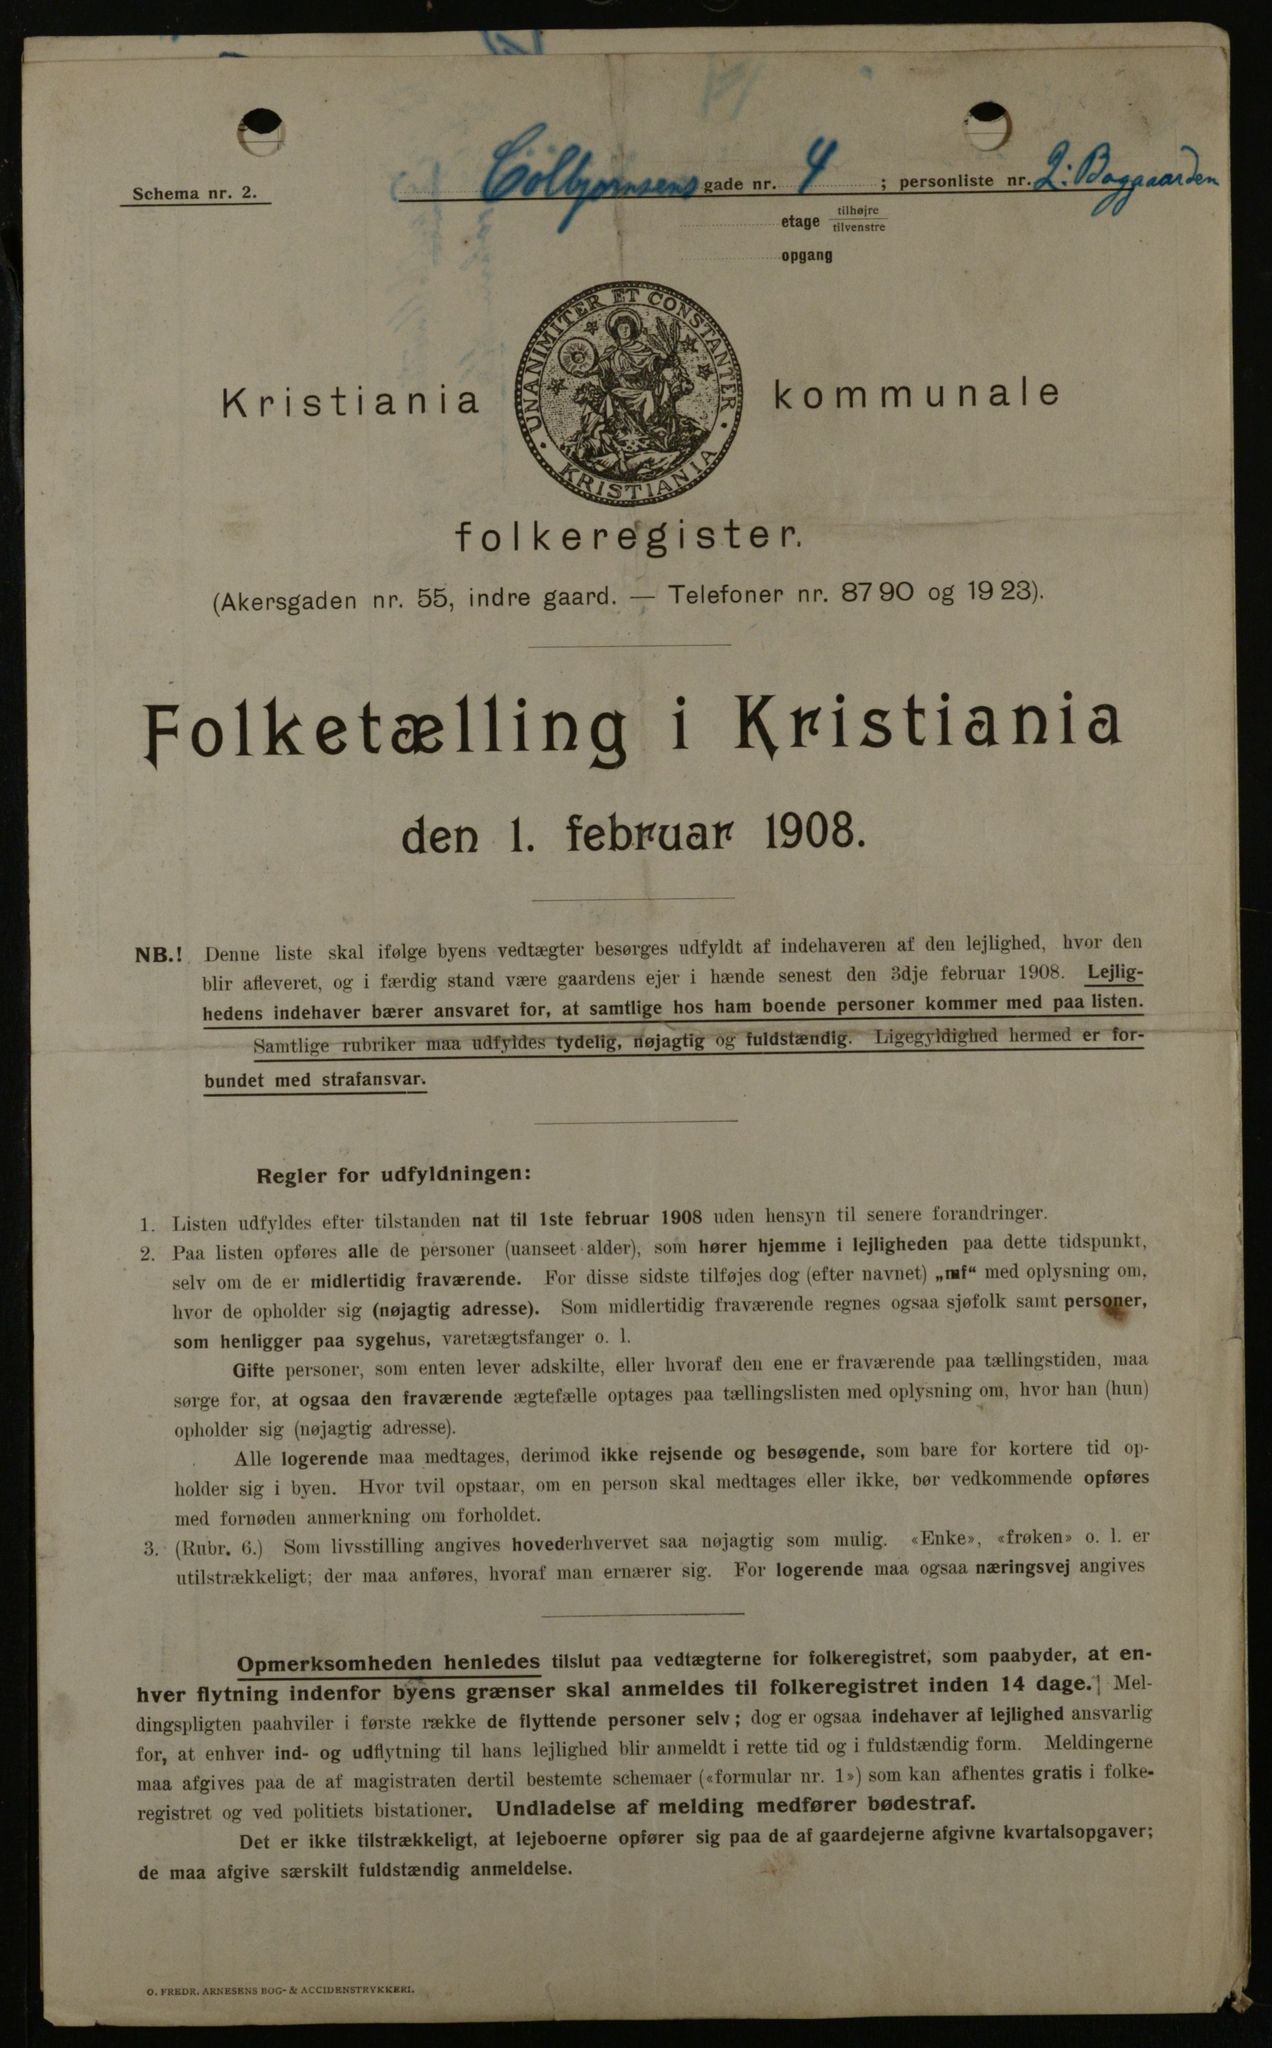 Schema nr. 2.
Colbjørnsens gade nr. 4 ; personliste nr. 2: Baggaarden
etage tilhøjre
tilvenstre
opgang
UNANIMITER ET CONSTANTER
KRISTIANIA
Kristiania kommunale
folkeregister.
(Akersgaden nr. 55, indre gaard. — Telefoner nr. 87 90 og 19 23).
Folketælling i Kristiania
den 1. februar 1908.
NB.! Denne liste skal ifølge byens vedtægter besørges udfyldt af indehaveren af den lejlighed, hvor den
blir afleveret, og i færdig stand være gaardens ejer i hænde senest den 3dje februar 1908. Lejlig-
hedens indehaver bærer ansvaret for, at samtlige hos ham boende personer kommer med paa listen.
Samtlige rubriker maa udfyldes tydelig, nøjagtig og fuldstændig. Ligegyldighed hermed er for-
bundet med strafansvar.
Regler for udfyldningen:
1. Listen udfyldes efter tilstanden nat til 1ste februar 1908 uden hensyn til senere forandringer.
2. Paa listen opføres alle de personer (uanseet alder), som hører hjemme i lejligheden paa dette tidspunkt,
selv om de er midlertidig fraværende. For disse sidste tilføjes dog (efter navnet) „mf“ med oplysning om,
hvor de opholder sig (nøjagtig adresse). Som midlertidig fraværende regnes ogsaa sjøfolk samt personer,
som henligger paa sygehus, varetægtsfanger o. l.
Gifte personer, som enten lever adskilte, eller hvoraf den ene er fraværende paa tællingstiden, maa
sørge for, at ogsaa den fraværende ægtefælle optages paa tællingslisten med oplysning om, hvor han (hun)
opholder sig (nøjagtig adresse).
Alle logerende maa medtages, derimod ikke rejsende og besøgende, som bare for kortere tid op-
holder sig i byen. Hvor tvil opstaar, om en person skal medtages eller ikke, bør vedkommende opføres
med fornøden anmerkning om forholdet.
3. (Rubr. 6.) Som livsstilling angives hovederhvervet saa nøjagtig som mulig. «Enke», «frøken» o. l. er
utilstrækkeligt; der maa anføres, hvoraf man ernærer sig. For logerende maa ogsaa næringsvej angives
Opmerksomheden henledes tilslut paa vedtægterne for folkeregistret, som paabyder, at en-
hver flytning indenfor byens grænser skal anmeldes til folkeregistret inden 14 dage. Mel-
dingspligten paahviler i første række de flyttende personer selv; dog er ogsaa indehaver af lejlighed ansvarlig
for, at enhver ind- og udflytning til hans lejlighed blir anmeldt i rette tid og i fuldstændig form. Meldingerne
maa afgives paa de af magistraten dertil bestemte schemaer («formular nr. 1») som kan afhentes gratis i folke-
registret og ved politiets bistationer. Undladelse af melding medfører bødestraf.
Det er ikke tilstrækkeligt, at lejeboerne opfører sig paa de af gaardejerne afgivne kvartalsopgaver;
de maa afgive særskilt fuldstændig anmeldelse.
O. FREDR. ARNESENS BOG- & ACCIDENSTRYKKERI.